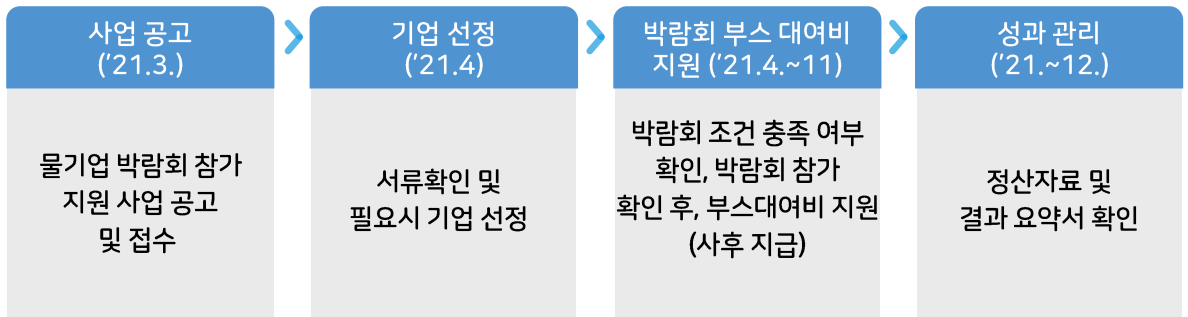 사업 공고
('21.3.)
물기업 박람회 참가
지원 사업 공고
및 접수
기업 선정
('21.4)
서류확인 및
필요시 기업 선정
박람회 부스 대여비
지원 ('21.4.~11)
박람회 조건 충족 여부
확인, 박람회 참가
확인 후, 부스대여비 지원
(사후 지급)
성과 관리
('21.~12.)
정산자료 및
결과 요약서 확인